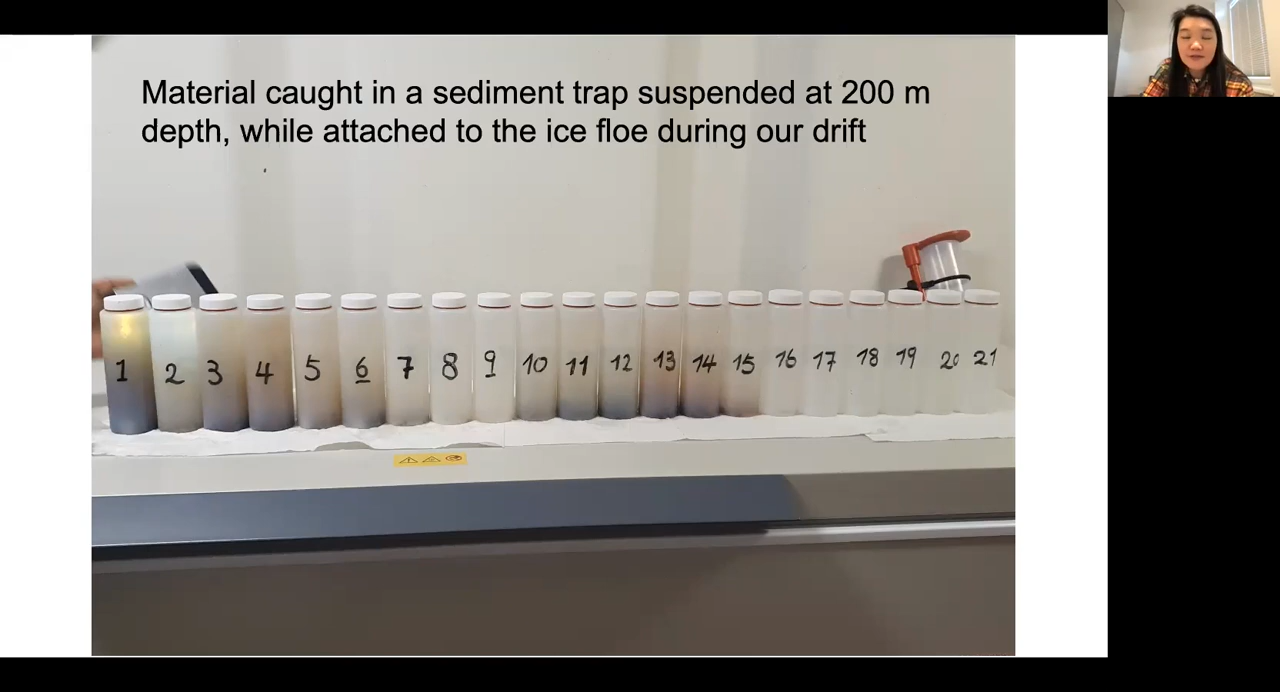 Material caught in a sediment trap suspended at 200 m
depth, while attached to the ice floe during our drift
1 2 3 4 5 6 7 8 9 10 11 12 13 14 15 16 17 18 19 20 21